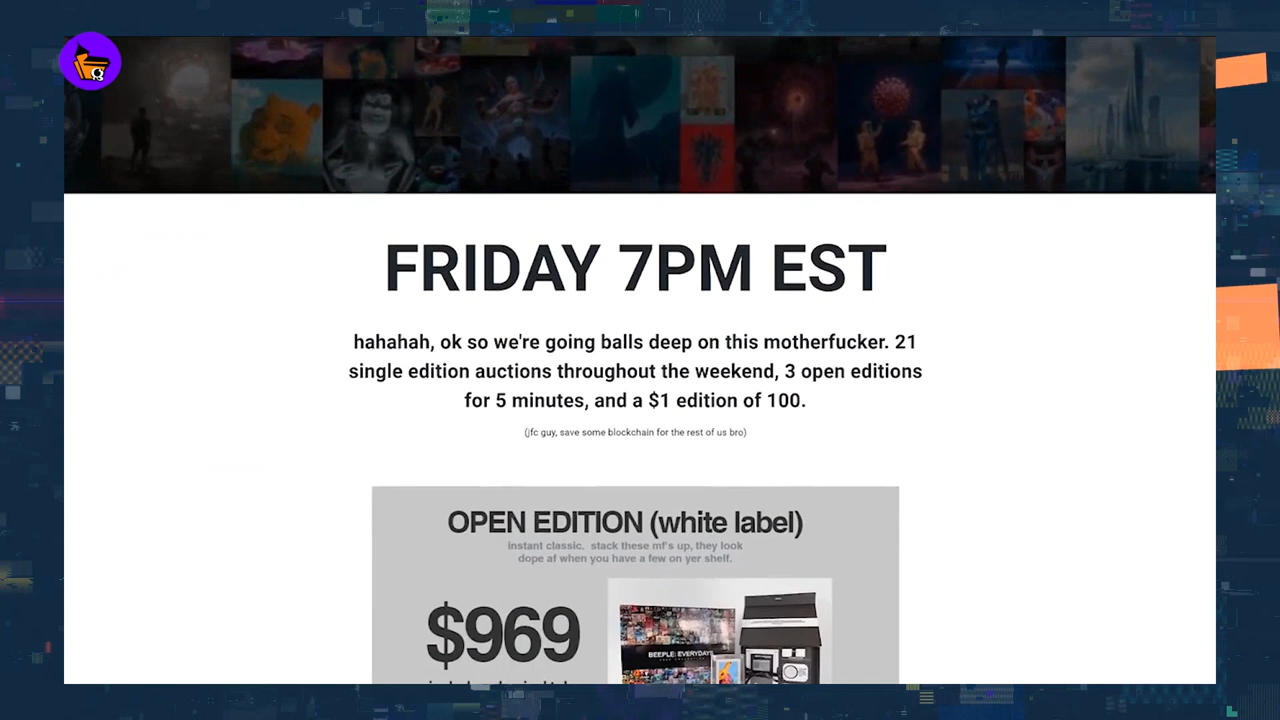 FRIDAY 7PM EST
hahahah, ok so we're going balls deep on this motherfucker. 21
single edition auctions throughout the weekend, 3 open editions
for 5 minutes, and a $1 edition of 100.
(jfc guy, save some blockchain for the rest of us bro)
OPEN EDITION (white label)
instant classic. stack these mf's up, they look
dope af when you have a few on yer shelf.
$969
BEEPLE: EVERYDAYS